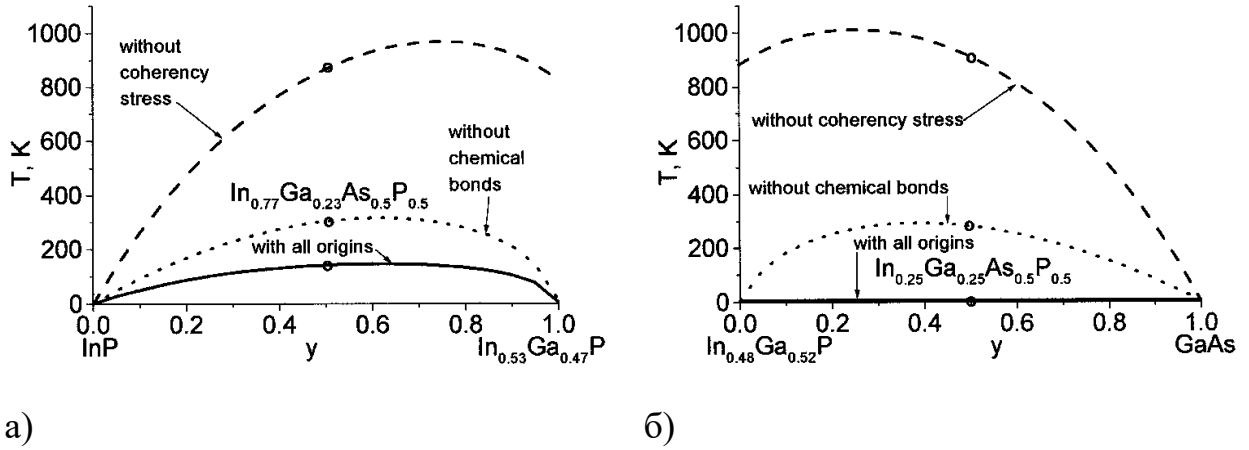 1000
800
600
400
200
0
T, K
without
coherency
stress
without
chemical
bonds
In0.77Ga0.23As0.5P0.5
with all origins
0.0 0.2 0.4 0.6 0.8 1.0
InP y In0.53Ga0.47P
a)
1000
800
600
400
200
0
T, K
without coherency stress
without chemical bonds
with all origins
In0.25Ga0.25As0.5P0.5
0.0 0.2 0.4 0.6 0.8 1.0
In0.48Ga0.52P y GaAs
б)